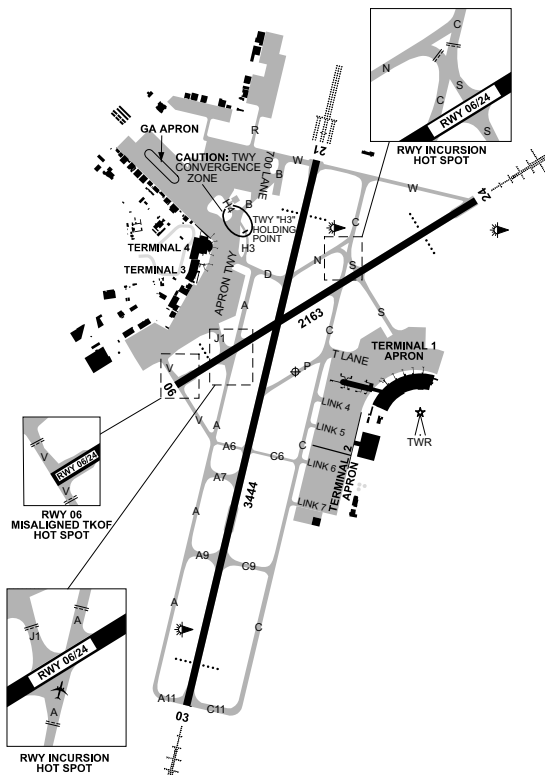 C
N
C
S
RWY 06/24
S
RWY INCURSION
HOT SPOT
GA APRON
R
21
CAUTION: TWY
CONVERGENCE
ZONE
700 LANE
W
B
W
24
H4
B
TWY "H3"
HOLDING
POINT
H3
C
TERMINAL 4
TERMINAL 3
APRON TWY
D
N
S
A
2163
S
J1
C
TERMINAL 1
APRON
T LANE
V
06
P
LINK 4
V
A
LINK 5
TWR
A6
C6
C
LINK 6
TERMINAL 2
APRON
A7
3444
LINK 7
A
V
RWY 06/24
V
RWY 06
MISALIGNED TKOF
HOT SPOT
A9
C9
A
C
J1
A
RWY 06/24
A
A11
03
C11
RWY INCURSION
HOT SPOT